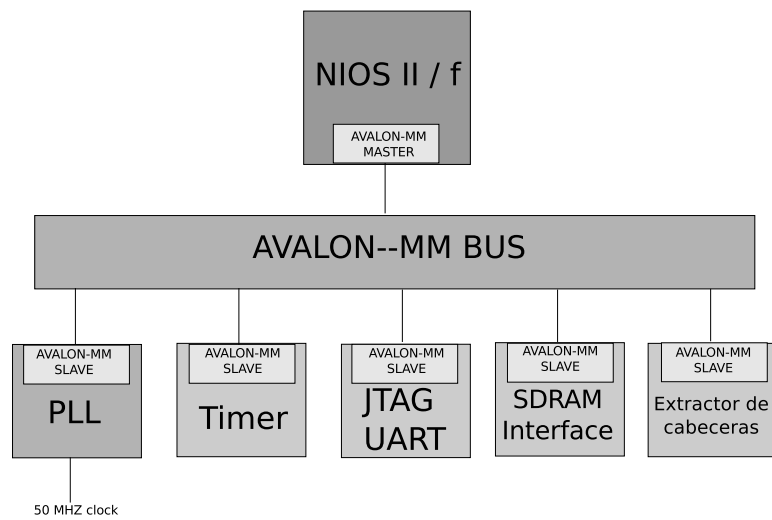 NIOS II / f
AVALON-MM
MASTER
AVALON--MM BUS
AVALON-MM
SLAVE
PLL
AVALON-MM
SLAVE
Timer
AVALON-MM
SLAVE
JTAG
UART
AVALON-MM
SLAVE
SDRAM
Interface
AVALON-MM
SLAVE
Extractor de
cabeceras
50 MHZ clock